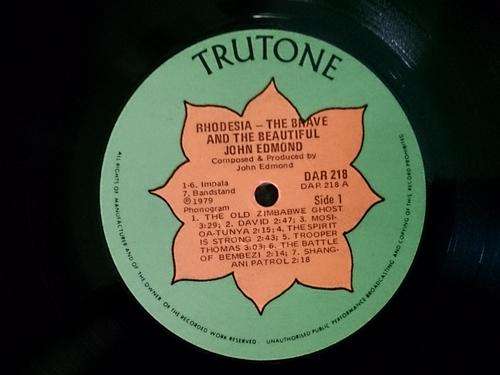 TRUTONE
RHODESIA – THE BRAVE
AND THE BEAUTIFUL
JOHN EDMOND
Composed & Produced by
John Edmond
DAR 218
DAR 218 A
1-6. Impala
7. Bandstand
℗ 1979
Phonogram
Side 1
1. THE OLD ZIMBABWE GHOST
3:29; 2. DAVID 2:47; 3. MOSI-
OA-TUNYA 2:15; 4. THE SPIRIT
IS STRONG 2:43; 5. TROOPER
THOMAS 3:03; 6. THE BATTLE
OF BEMBEZI 2:14; 7. SHANG-
ANI PATROL 2:18
ALL RIGHTS OF MANUFACTURER AND OF THE OWNER OF THE RECORDED WORK RESERVED · UNAUTHORISED PUBLIC PERFORMANCE BROADCASTING AND COPYING OF THIS RECORD PROHIBITED